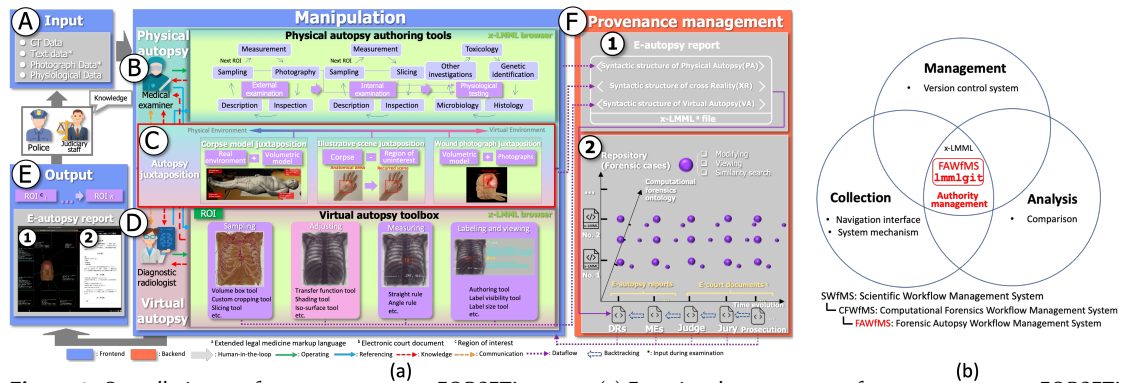 A
Input
CT Data
Text data*
Photograph Data*
Physiological Data
Knowledge
Police
Judiciary
staff
E
Output
ROI c
ROI n
E-autopsy report
1
2
Manipulation
Physical
autopsy
B
Medical
examiner
Physical autopsy authoring tools
x-LMML browser
Measurement
Next ROI
Sampling
Photography
External
examination
Description
Inspection
Measurement
Next ROI
Sampling
Slicing
Internal
examination
Description
Inspection
Toxicology
Other
investigations
Genetic
identification
Physiological
testing
Microbiology
Histology
C
Autopsy
juxtaposition
Physical Environment
Virtual Environment
Corpse model juxtaposition
Real
environment
+
Volumetric
model
Illustrative scene juxtaposition
Corpse
-
Region of
uninterest
Wound photograph juxtaposition
Volumetric
model
+
Photographs
D
Diagnostic
radiologist
Virtual
autopsy
ROI
Virtual autopsy toolbox
x-LMML browser
Sampling
Volume box tool
Custom cropping tool
Slicing tool
etc.
Adjusting
Transfer function tool
Shading tool
Iso-surface tool
etc.
Measuring
Straight rule
Angle rule
etc.
Labeling and viewing
Authoring tool
Label visibility tool
Label size tool
etc.
F
Provenance management
1
E-autopsy report
Syntactic structure of Physical Autopsy(PA)
Syntactic structure of cross Reality(XR)
Syntactic structure of Virtual Autopsy(VA)
x-LMML a file
2
Repository
(Forensic cases)
Modifying
Viewing
Similarity search
Computational
forensics
ontology
...
x-LMML
No. 2
x-LMML
No. 1
E-autopsy reports
E-court documents
Time evolution
DRs
MEs
Judge
Jury
Prosecution
a Extended legal medicine markup language
b Electronic court document
c Region of interest
: Frontend
: Backend
: Human-in-the-loop
: Operating
: Referencing
: Knowledge
: Communication
: Dataflow
: Backtracking
*: Input during examination
(a)
Management
• Version control system
x-LMML
FAWfMS
lmmlgit
Authority
management
Collection
• Navigation interface
• System mechanism
Analysis
• Comparison
SWfMS: Scientific Workflow Management System
CFWfMS: Computational Forensics Workflow Management System
FAWfMS: Forensic Autopsy Workflow Management System
(b)